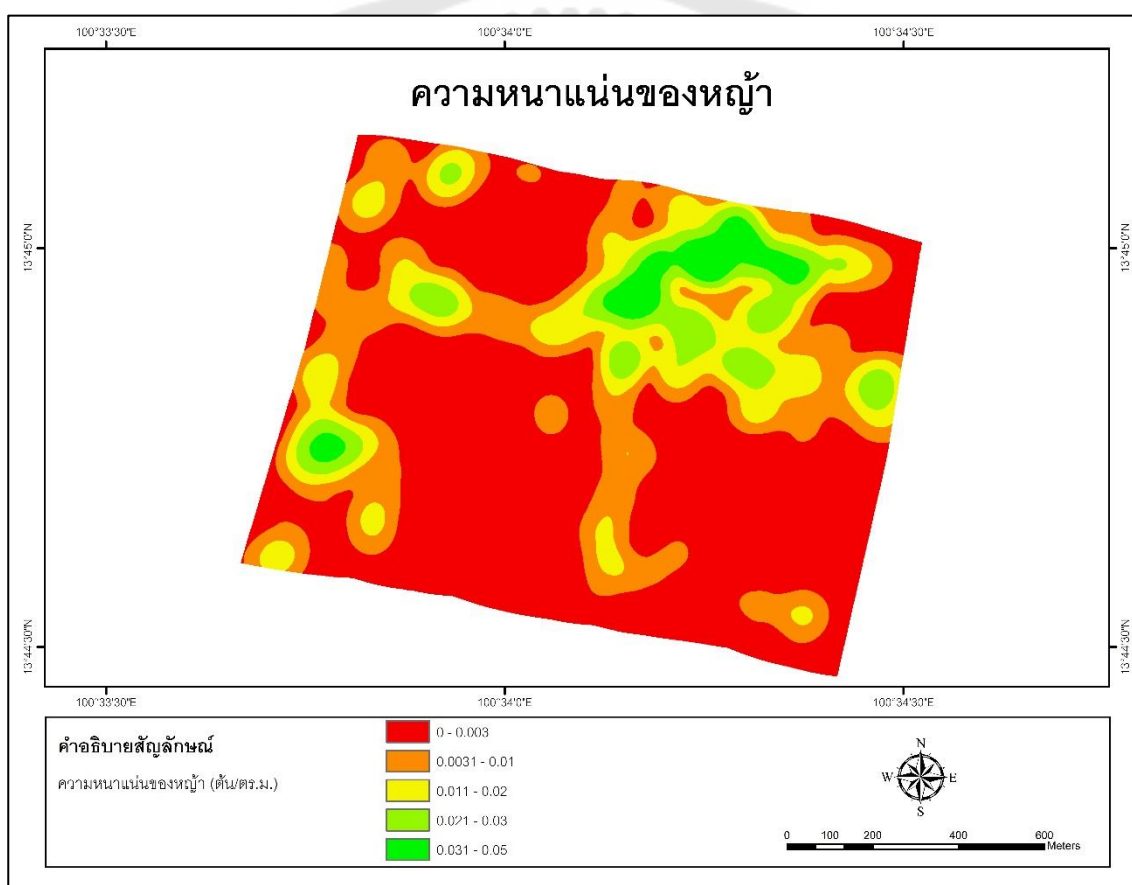 100°33'30"E 100°34'0"E 100°34'30"E
ความหนาแน่นของหญ้า
13°45'0"N 13°45'0"N
13°44'30"N 13°44'30"N
100°33'30"E 100°34'0"E 100°34'30"E
คำอธิบายสัญลักษณ์
ความหนาแน่นของหญ้า (ต้น/ตร.ม.)
0 - 0.003
0.0031 - 0.01
0.011 - 0.02
0.021 - 0.03
0.031 - 0.05
N
W E
S
0 100 200 400 600
Meters